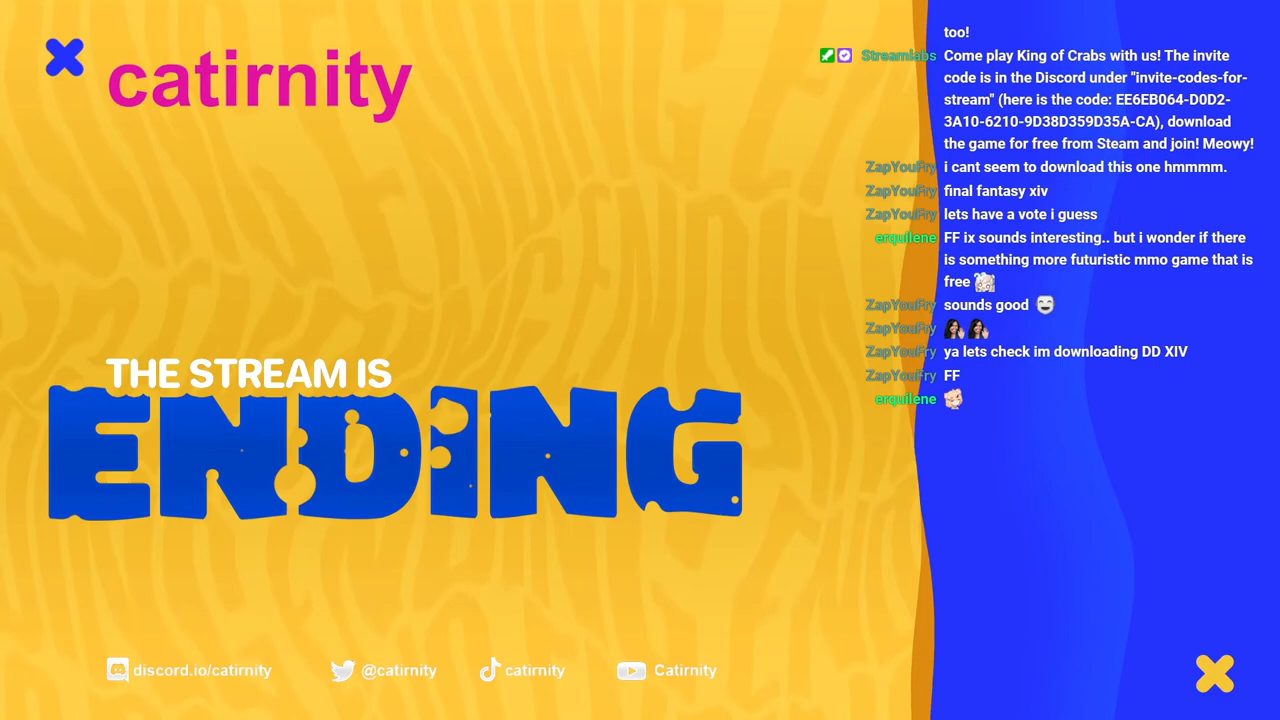 catirnity
THE STREAM IS
ENDING
discord.io/catirnity
@catirnity
catirnity
Catirnity
too!
Streamlabs Come play King of Crabs with us! The invite
code is in the Discord under "invite-codes-for-
stream" (here is the code: EE6EB064-D0D2-
3A10-6210-9D38D359D35A-CA), download
the game for free from Steam and join! Meowy!
ZapYouFry i cant seem to download this one hmmmm.
ZapYouFry final fantasy xiv
ZapYouFry lets have a vote i guess
erquilene FF ix sounds interesting.. but i wonder if there
is something more futuristic mmo game that is
free
ZapYouFry sounds good
ZapYouFry
ZapYouFry ya lets check im downloading DD XIV
ZapYouFry FF
erquilene